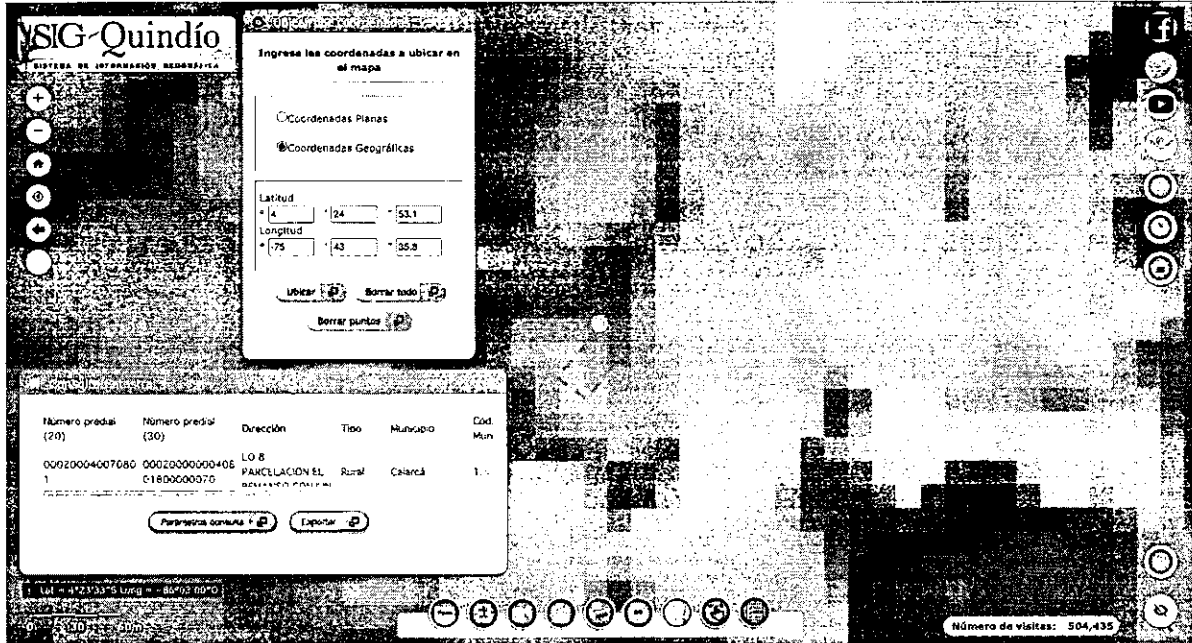 SIG-Quindío
SISTEMA DE INFORMACIÓN GEOGRÁFICA
Ingrese las coordenadas a ubicar en
el mapa
Coordenadas Planas
Coordenadas Geográficas
Latitud
° 4 ' 24 " 53.1
Longitud
° -75 ' 43 " 35.8
Ubicar Borrar todo
Borrar puntos
Número predial (20) Número predial (30) Dirección Tipo Municipio Cód. Mun
LO 8
PARCELACION EL Rural Calarcá
01800000070
Parámetros consulta Exportar
Número de visitas: 504,435